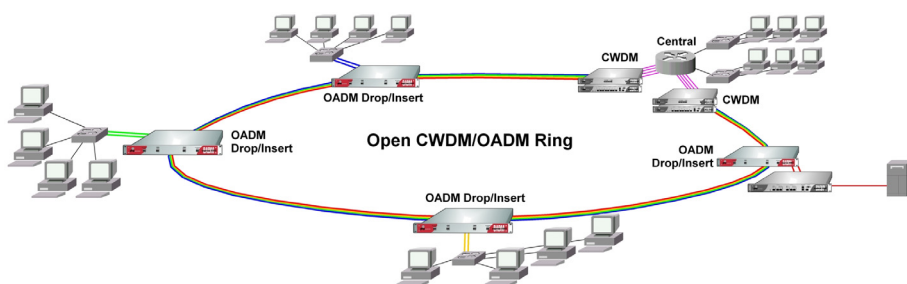 Central
CWDM
OADM Drop/Insert
CWDM
OADM
Drop/Insert
Open CWDM/OADM Ring
OADM
Drop/Insert
OADM Drop/Insert